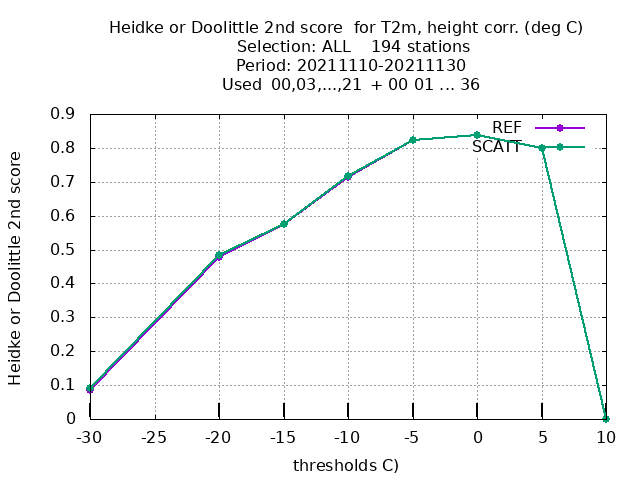 Heidke or Doolittle 2nd score  for T2m, height corr. (deg C)
Selection: ALL    194 stations
Period: 20211110-20211130
Used  00,03,...,21  + 00 01 ... 36
REF
SCATT
Heidke or Doolittle 2nd score
0.9
0.8
0.7
0.6
0.5
0.4
0.3
0.2
0.1
0
-30 -25 -20 -15 -10 -5 0 5 10
thresholds C)